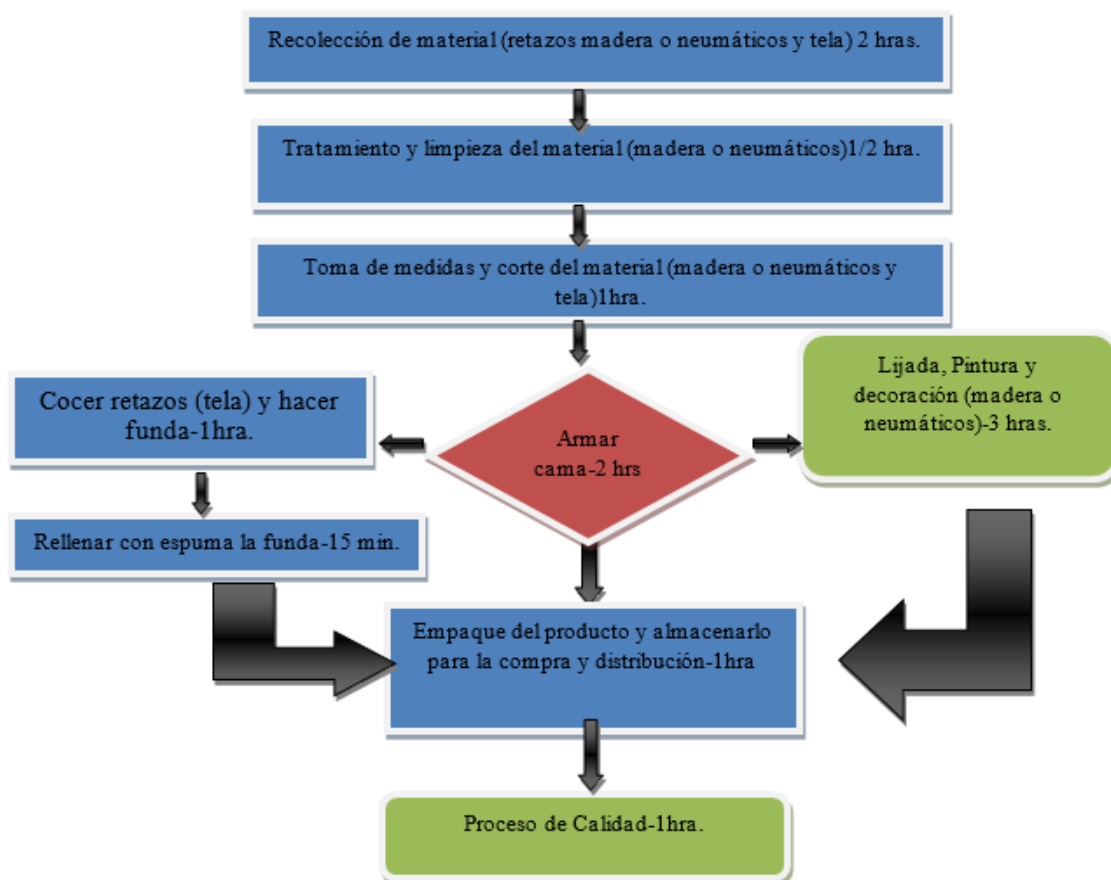 Recolección de material (retazos madera o neumáticos y tela) 2 hras.
Tratamiento y limpieza del material (madera o neumáticos)1/2 hra.
Toma de medidas y corte del material (madera o neumáticos y
tela)1hra.
Lijada, Pintura y
decoración (madera o
neumáticos)-3 hras.
Cocer retazos (tela) y hacer
funda-1hra.
Armar
cama-2 hrs
Rellenar con espuma la funda-15 min.
Empaque del producto y almacenarlo
para la compra y distribución-1hra
Proceso de Calidad-1hra.